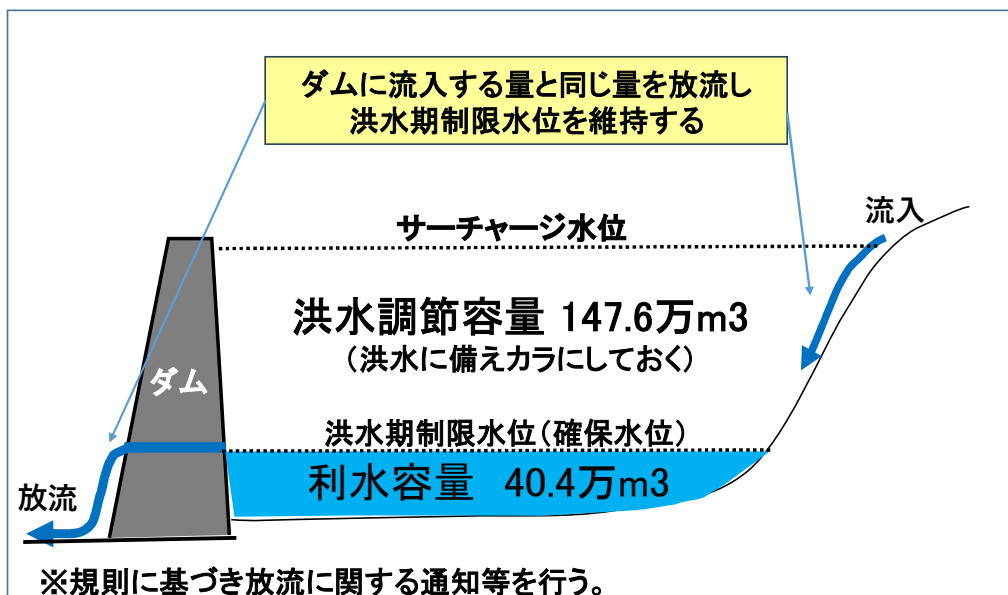 ダムに流入する量と同じ量を放流し
洪水期制限水位を維持する
流入
サーチャージ水位
洪水調節容量 147.6万m3
（洪水に備えカラにしておく）
ダム
洪水期制限水位（確保水位）
利水容量 40.4万m3
放流
※規則に基づき放流に関する通知等を行う。